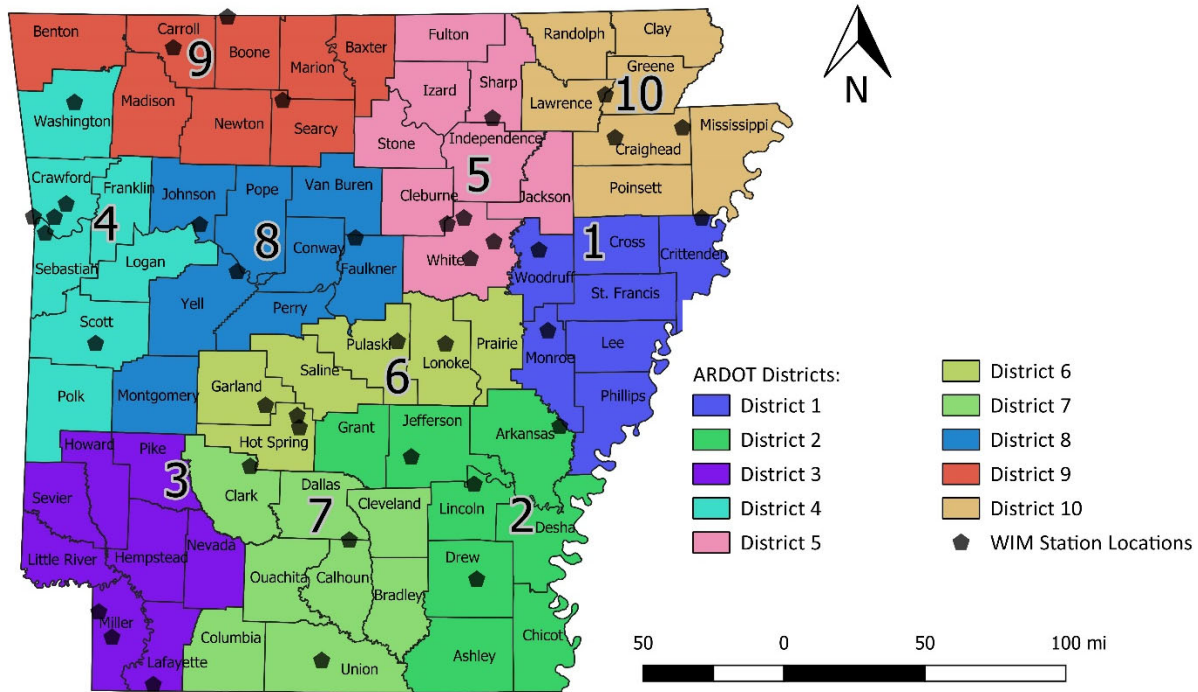 Benton
Carroll
Boone
Marion
Baxter
Fulton
Randolph
Clay
9
Sharp
Greene
N
Izard
Lawrence
10
Washington
Madison
Newton
Searcy
Stone
Independence
Craighead
Mississippi
Crawford
Franklin
Johnson
Pope
Van Buren
Cleburne
5
Jackson
Poinsett
4
8
Conway
1
Cross
Crittenden
Sebastian
Logan
Faulkner
White
Woodruff
Yell
Perry
St. Francis
Scott
Pulaski
Lonoke
Prairie
Monroe
Lee
Saline
6
Polk
Montgomery
Garland
Phillips
Hot Spring
Grant
Jefferson
Arkansas
Howard
Pike
3
Clark
Dallas
Cleveland
Sevier
7
Lincoln
2
Desha
Little River
Hempstead
Nevada
Ouachita
Calhoun
Drew
Bradley
Miller
Columbia
Chicot
Lafayette
Union
Ashley
ARDOT Districts:
District 1
District 2
District 3
District 4
District 5
District 6
District 7
District 8
District 9
District 10
WIM Station Locations
50 0 50 100 mi